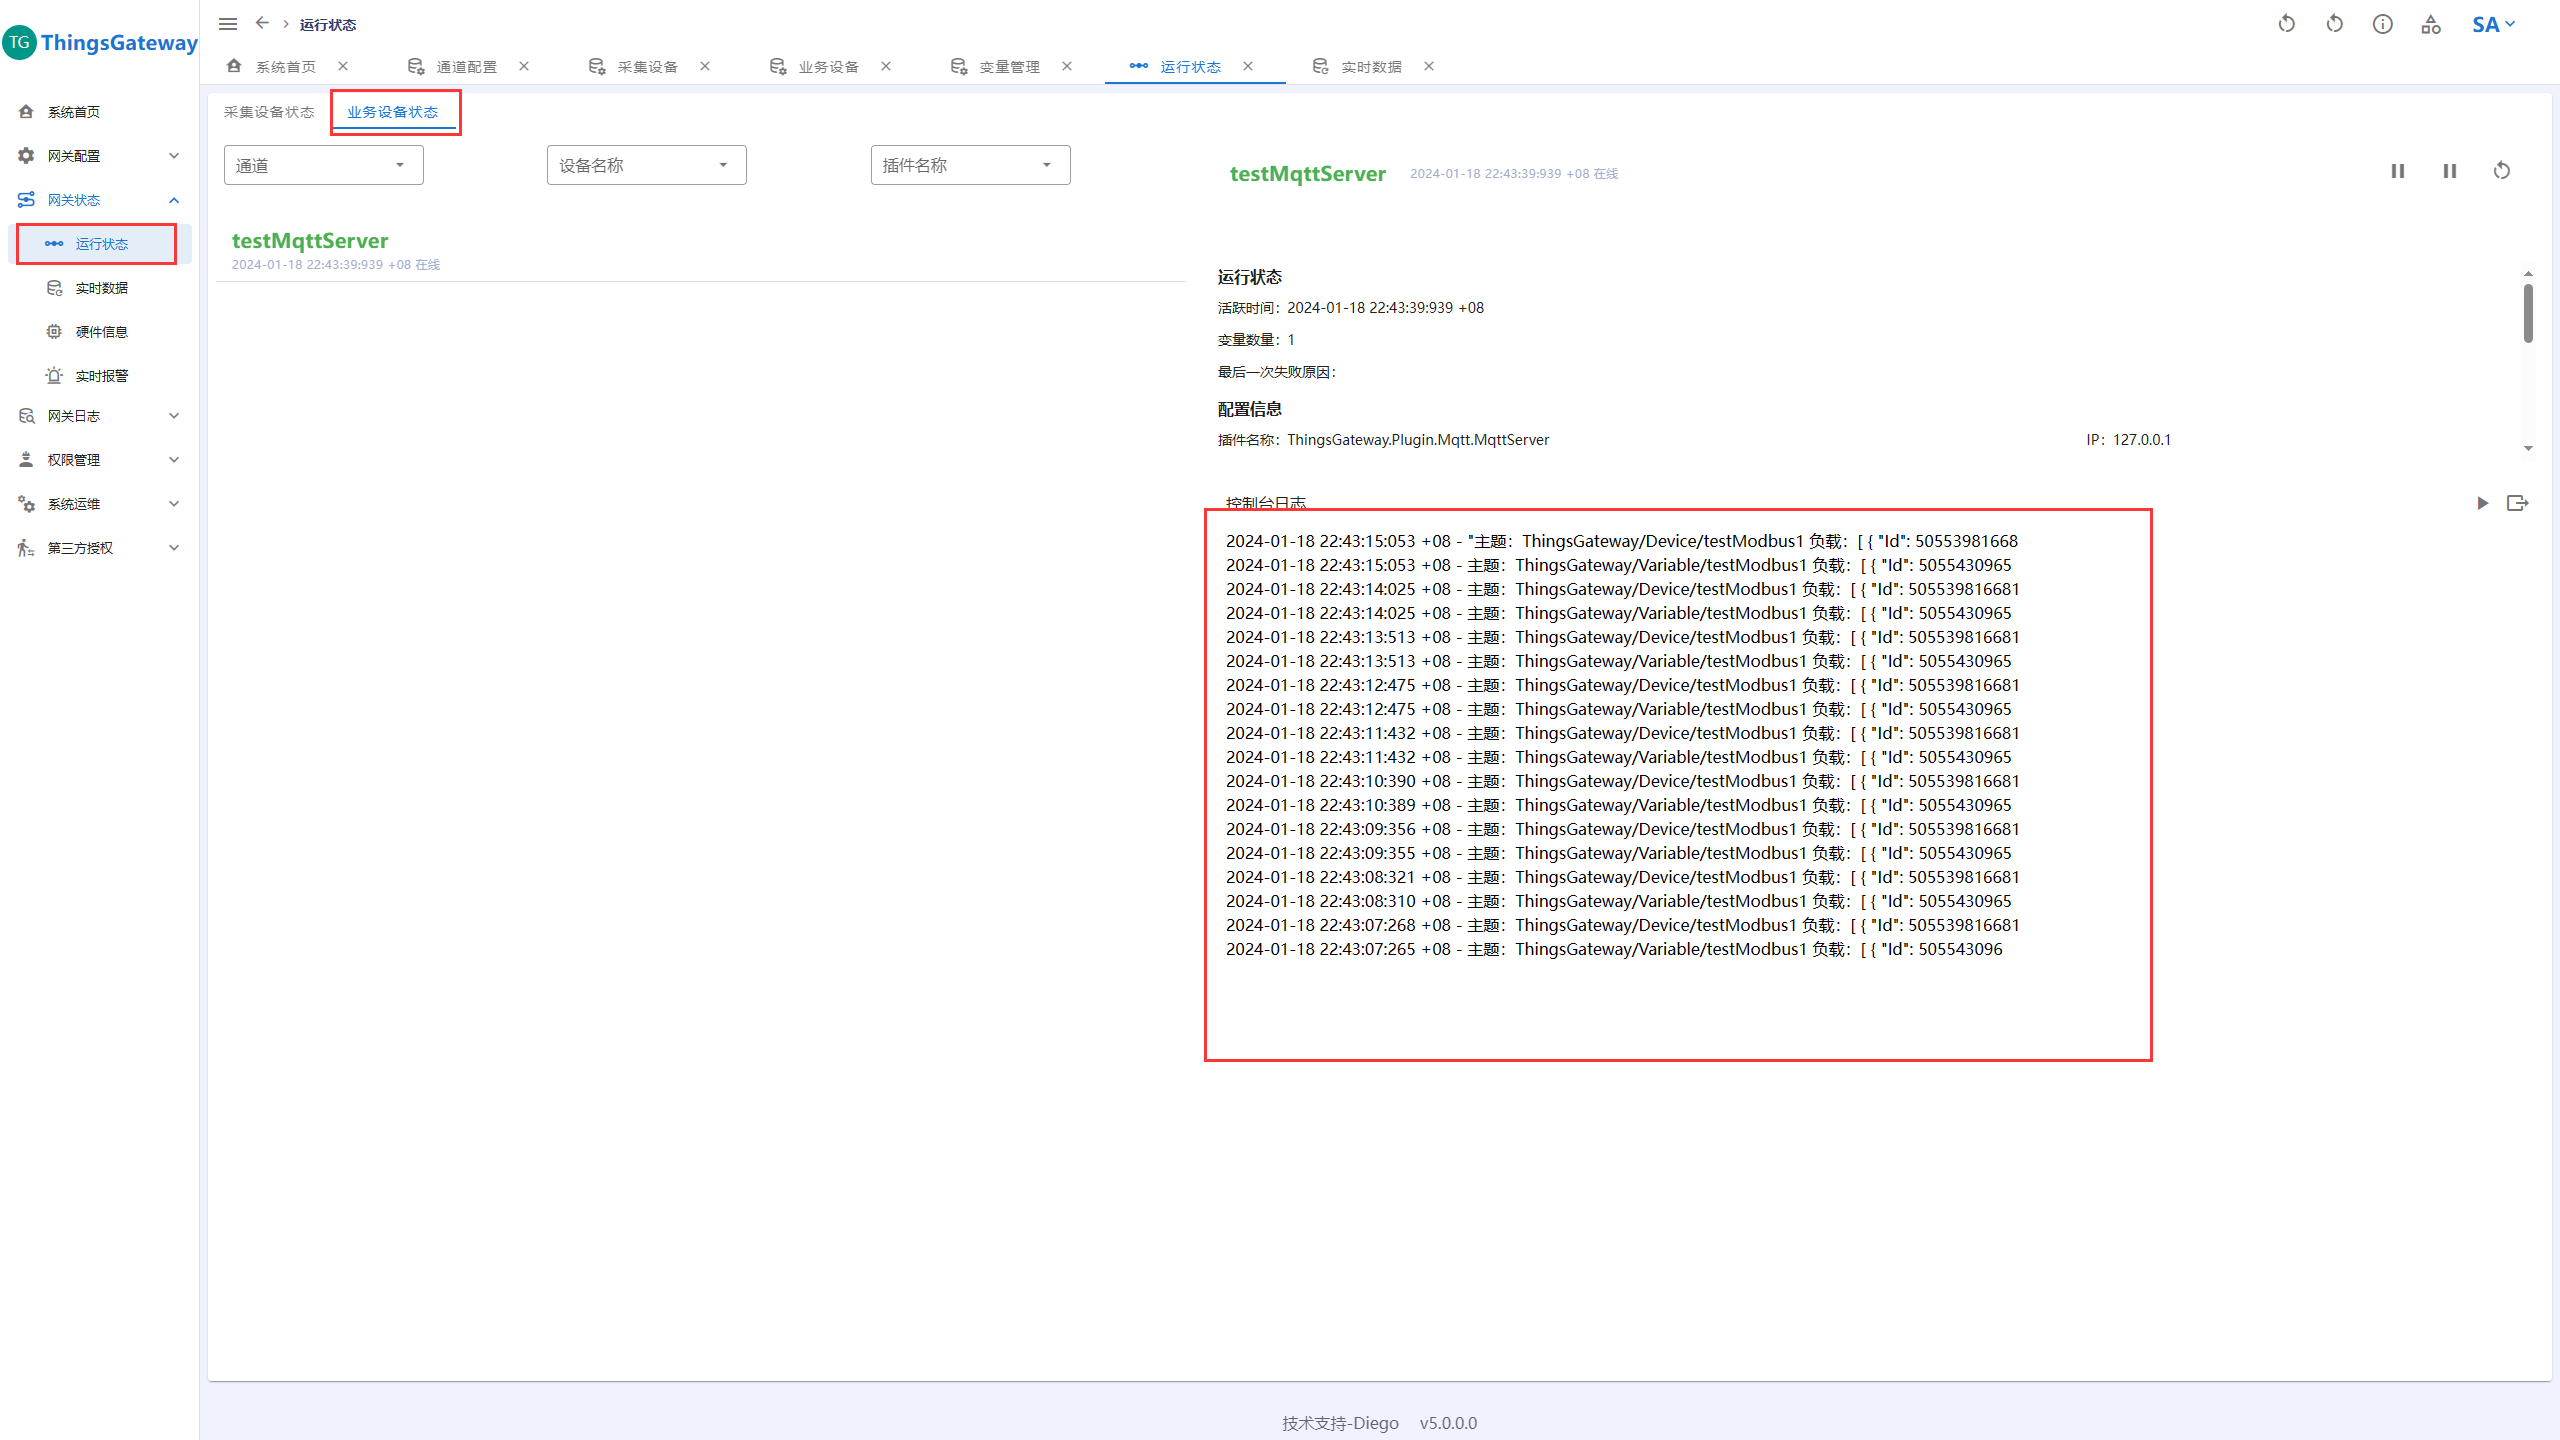 TG ThingsGateway
系统首页
网关配置
网关状态
运行状态
实时数据
硬件信息
实时报警
网关日志
权限管理
系统运维
第三方授权
运行状态
SA
系统首页 通道配置 采集设备 业务设备 变量管理 运行状态 实时数据
采集设备状态 业务设备状态
通道 设备名称 插件名称
testMqttServer
2024-01-18 22:43:39:939 +08 在线
testMqttServer 2024-01-18 22:43:39:939 +08 在线
运行状态
活跃时间：2024-01-18 22:43:39:939 +08
变量数量：1
最后一次失败原因：
配置信息
插件名称：ThingsGateway.Plugin.Mqtt.MqttServer IP：127.0.0.1
控制台日志
2024-01-18 22:43:15:053 +08 - "主题：ThingsGateway/Device/testModbus1 负载：[ { "Id": 50553981668
2024-01-18 22:43:15:053 +08 - 主题：ThingsGateway/Variable/testModbus1 负载：[ { "Id": 5055430965
2024-01-18 22:43:14:025 +08 - 主题：ThingsGateway/Device/testModbus1 负载：[ { "Id": 505539816681
2024-01-18 22:43:14:025 +08 - 主题：ThingsGateway/Variable/testModbus1 负载：[ { "Id": 5055430965
2024-01-18 22:43:13:513 +08 - 主题：ThingsGateway/Device/testModbus1 负载：[ { "Id": 505539816681
2024-01-18 22:43:13:513 +08 - 主题：ThingsGateway/Variable/testModbus1 负载：[ { "Id": 5055430965
2024-01-18 22:43:12:475 +08 - 主题：ThingsGateway/Device/testModbus1 负载：[ { "Id": 505539816681
2024-01-18 22:43:12:475 +08 - 主题：ThingsGateway/Variable/testModbus1 负载：[ { "Id": 5055430965
2024-01-18 22:43:11:432 +08 - 主题：ThingsGateway/Device/testModbus1 负载：[ { "Id": 505539816681
2024-01-18 22:43:11:432 +08 - 主题：ThingsGateway/Variable/testModbus1 负载：[ { "Id": 5055430965
2024-01-18 22:43:10:390 +08 - 主题：ThingsGateway/Device/testModbus1 负载：[ { "Id": 505539816681
2024-01-18 22:43:10:389 +08 - 主题：ThingsGateway/Variable/testModbus1 负载：[ { "Id": 5055430965
2024-01-18 22:43:09:356 +08 - 主题：ThingsGateway/Device/testModbus1 负载：[ { "Id": 505539816681
2024-01-18 22:43:09:355 +08 - 主题：ThingsGateway/Variable/testModbus1 负载：[ { "Id": 5055430965
2024-01-18 22:43:08:321 +08 - 主题：ThingsGateway/Device/testModbus1 负载：[ { "Id": 505539816681
2024-01-18 22:43:08:310 +08 - 主题：ThingsGateway/Variable/testModbus1 负载：[ { "Id": 5055430965
2024-01-18 22:43:07:268 +08 - 主题：ThingsGateway/Device/testModbus1 负载：[ { "Id": 505539816681
2024-01-18 22:43:07:265 +08 - 主题：ThingsGateway/Variable/testModbus1 负载：[ { "Id": 505543096
技术支持-Diego v5.0.0.0